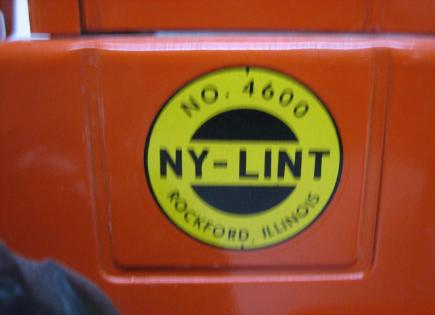 NO. 4600
NY-LINT
ROCKFORD, ILLINOIS